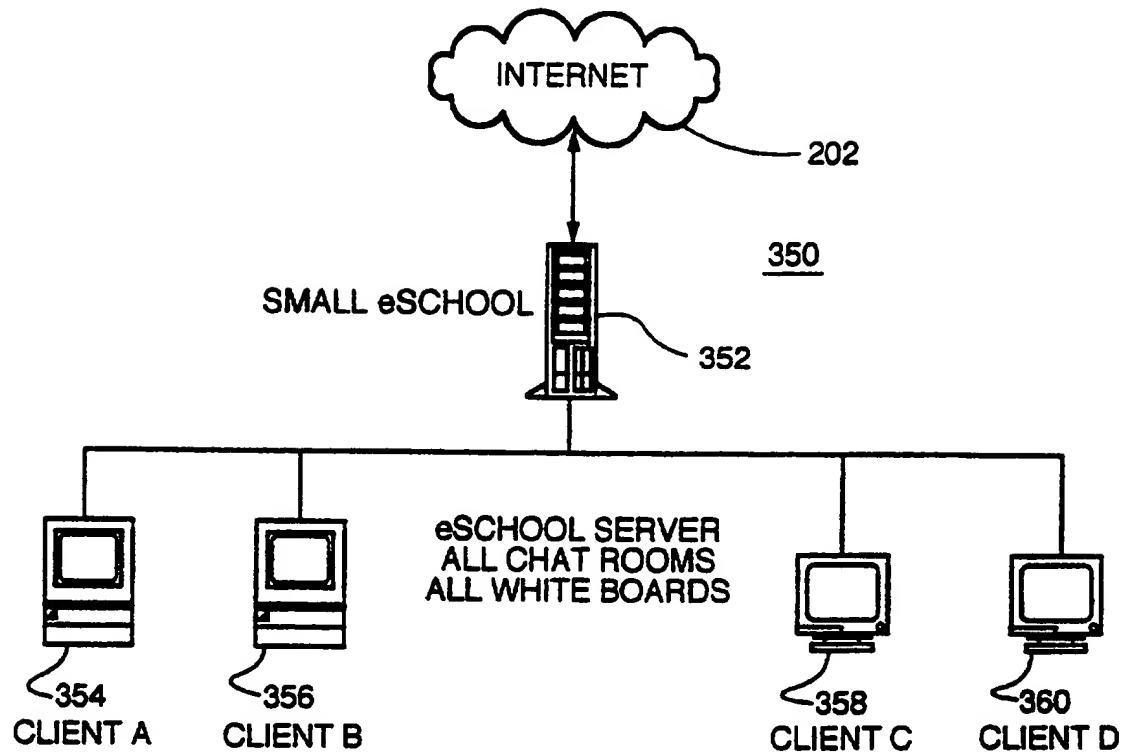 INTERNET
202
350
SMALL eSCHOOL
352
eSCHOOL SERVER
ALL CHAT ROOMS
ALL WHITE BOARDS
354
CLIENT A
356
CLIENT B
358
CLIENT C
360
CLIENT D